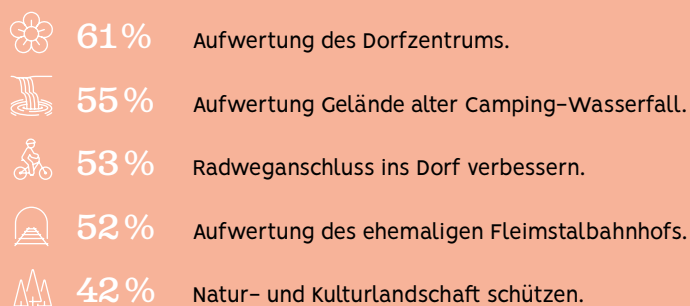 61 % Aufwertung des Dorfzentrums.
55 % Aufwertung Gelände alter Camping-Wasserfall.
53 % Radweganschluss ins Dorf verbessern.
52 % Aufwertung des ehemaligen Fleimstalbahnhofs.
42 % Natur- und Kulturlandschaft schützen.